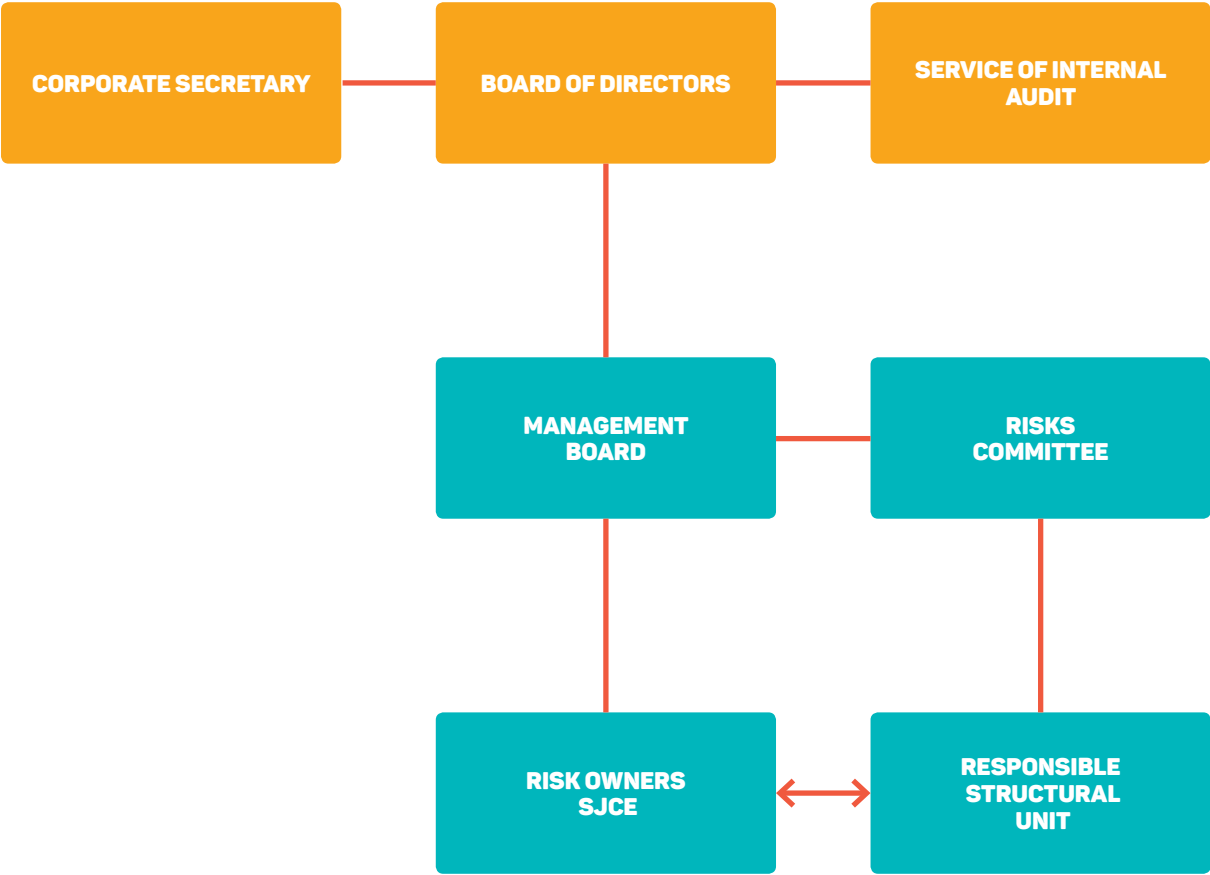 CORPORATE SECRETARY
BOARD OF DIRECTORS
SERVICE OF INTERNAL
AUDIT
MANAGEMENT
BOARD
RISKS
COMMITTEE
RISK OWNERS
SJCE
RESPONSIBLE
STRUCTURAL
UNIT